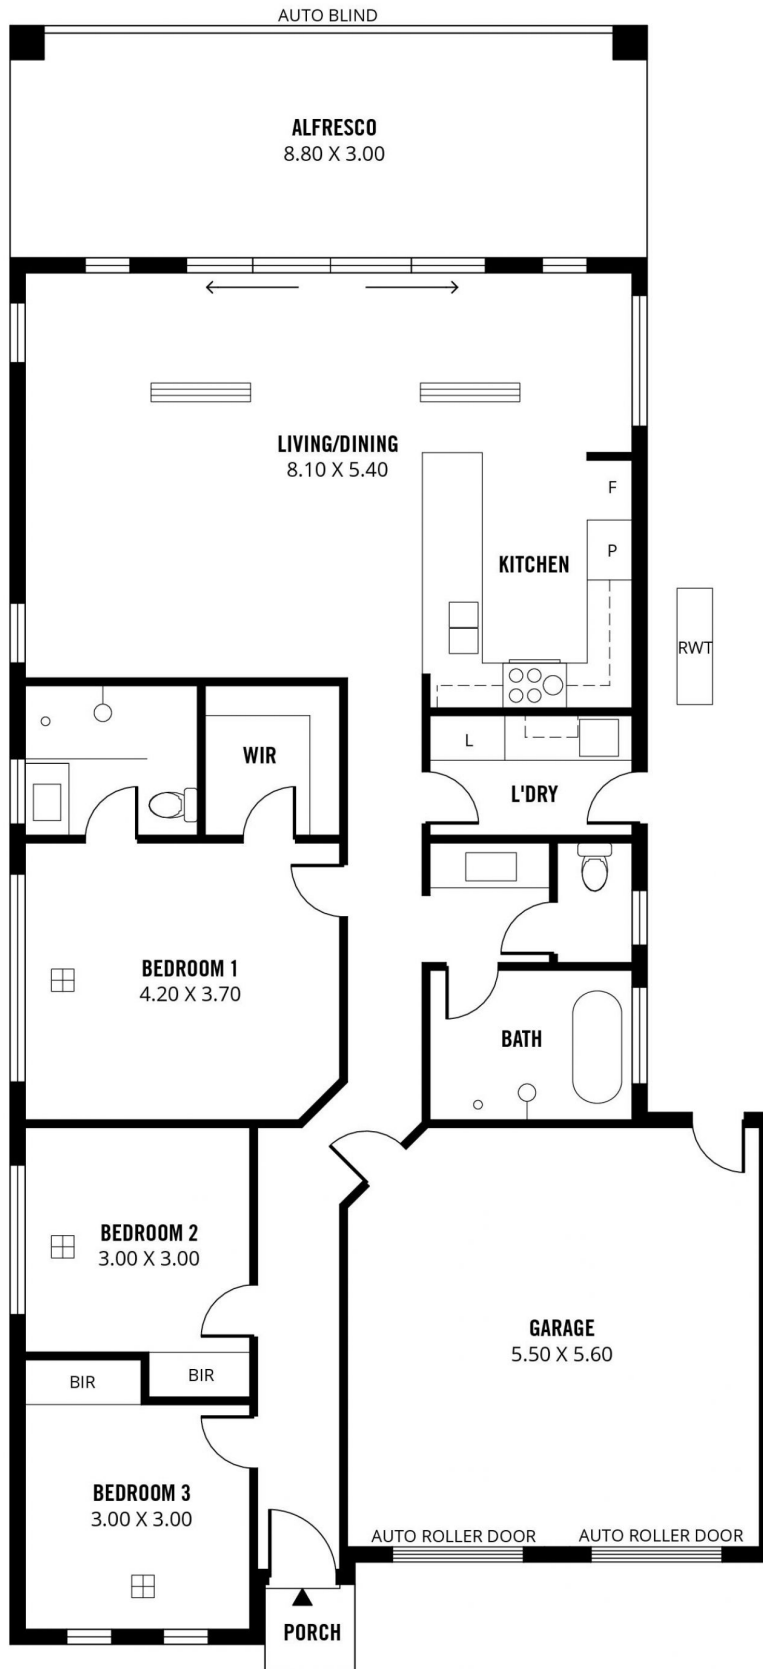 AUTO BLIND
ALFRESCO
8.80 X 3.00
LIVING/DINING
8.10 X 5.40
F
P
KITCHEN
RWT
WIR
L
L'DRY
BEDROOM 1
4.20 X 3.70
BATH
BEDROOM 2
3.00 X 3.00
GARAGE
5.50 X 5.60
BIR
BIR
BEDROOM 3
3.00 X 3.00
AUTO ROLLER DOOR
AUTO ROLLER DOOR
PORCH